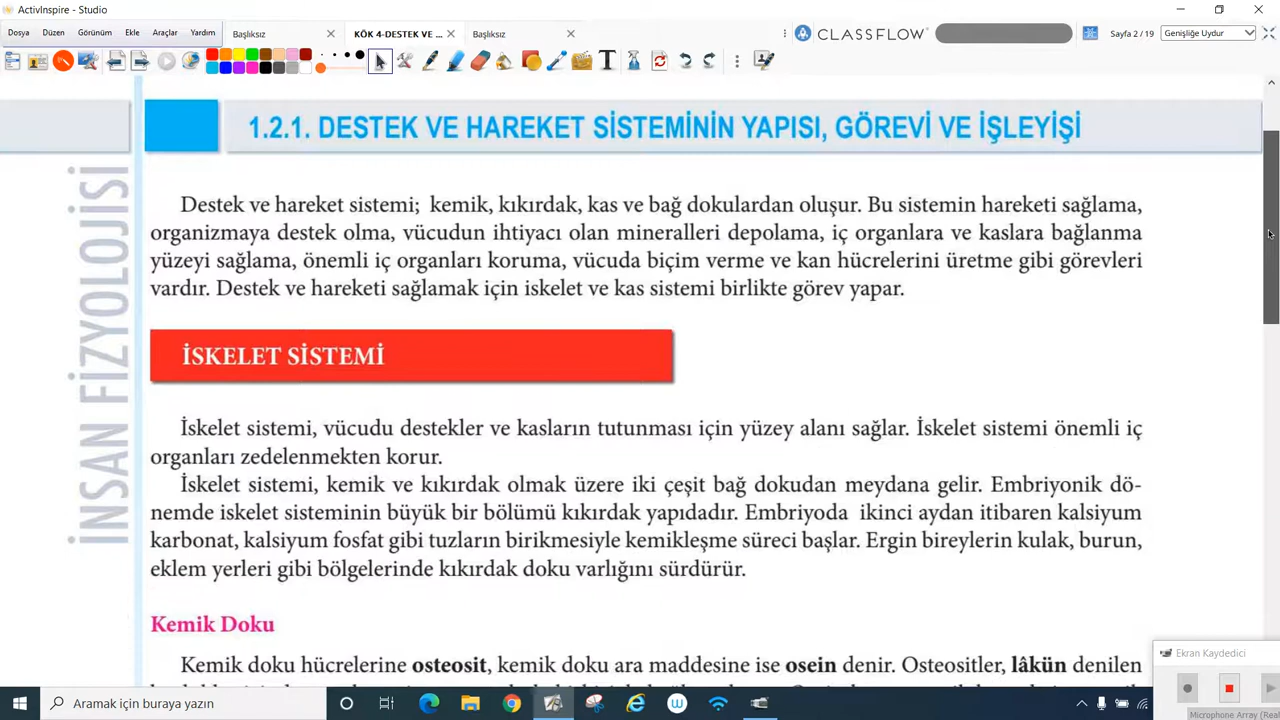 ActivInspire - Studio
Dosya Düzen Görünüm Ekle Araçlar Yardım
Başlıksız × KÖK 4-DESTEK VE ... × Başlıksız ×
CLASSFLOW
Sayfa 2 / 19 Genişliğe Uydur
1.2.1. DESTEK VE HAREKET SİSTEMİNİN YAPISI, GÖREVİ VE İŞLEYİŞİ
İNSAN FİZYOLOJİSİ
Destek ve hareket sistemi; kemik, kıkırdak, kas ve bağ dokulardan oluşur. Bu sistemin hareketi sağlama,
organizmaya destek olma, vücudun ihtiyacı olan mineralleri depolama, iç organlara ve kaslara bağlanma
yüzeyi sağlama, önemli iç organları koruma, vücuda biçim verme ve kan hücrelerini üretme gibi görevleri
vardır. Destek ve hareketi sağlamak için iskelet ve kas sistemi birlikte görev yapar.
İSKELET SİSTEMİ
İskelet sistemi, vücudu destekler ve kasların tutunması için yüzey alanı sağlar. İskelet sistemi önemli iç
organları zedelenmekten korur.
İskelet sistemi, kemik ve kıkırdak olmak üzere iki çeşit bağ dokudan meydana gelir. Embriyonik dö-
nemde iskelet sisteminin büyük bir bölümü kıkırdak yapıdadır. Embriyoda ikinci aydan itibaren kalsiyum
karbonat, kalsiyum fosfat gibi tuzların birikmesiyle kemikleşme süreci başlar. Ergin bireylerin kulak, burun,
eklem yerleri gibi bölgelerinde kıkırdak doku varlığını sürdürür.
Kemik Doku
Kemik doku hücrelerine osteosit, kemik doku ara maddesine ise osein denir. Osteositler, lâkün denilen
Ekran Kaydedici
Microphone Array (Real
Aramak için buraya yazın